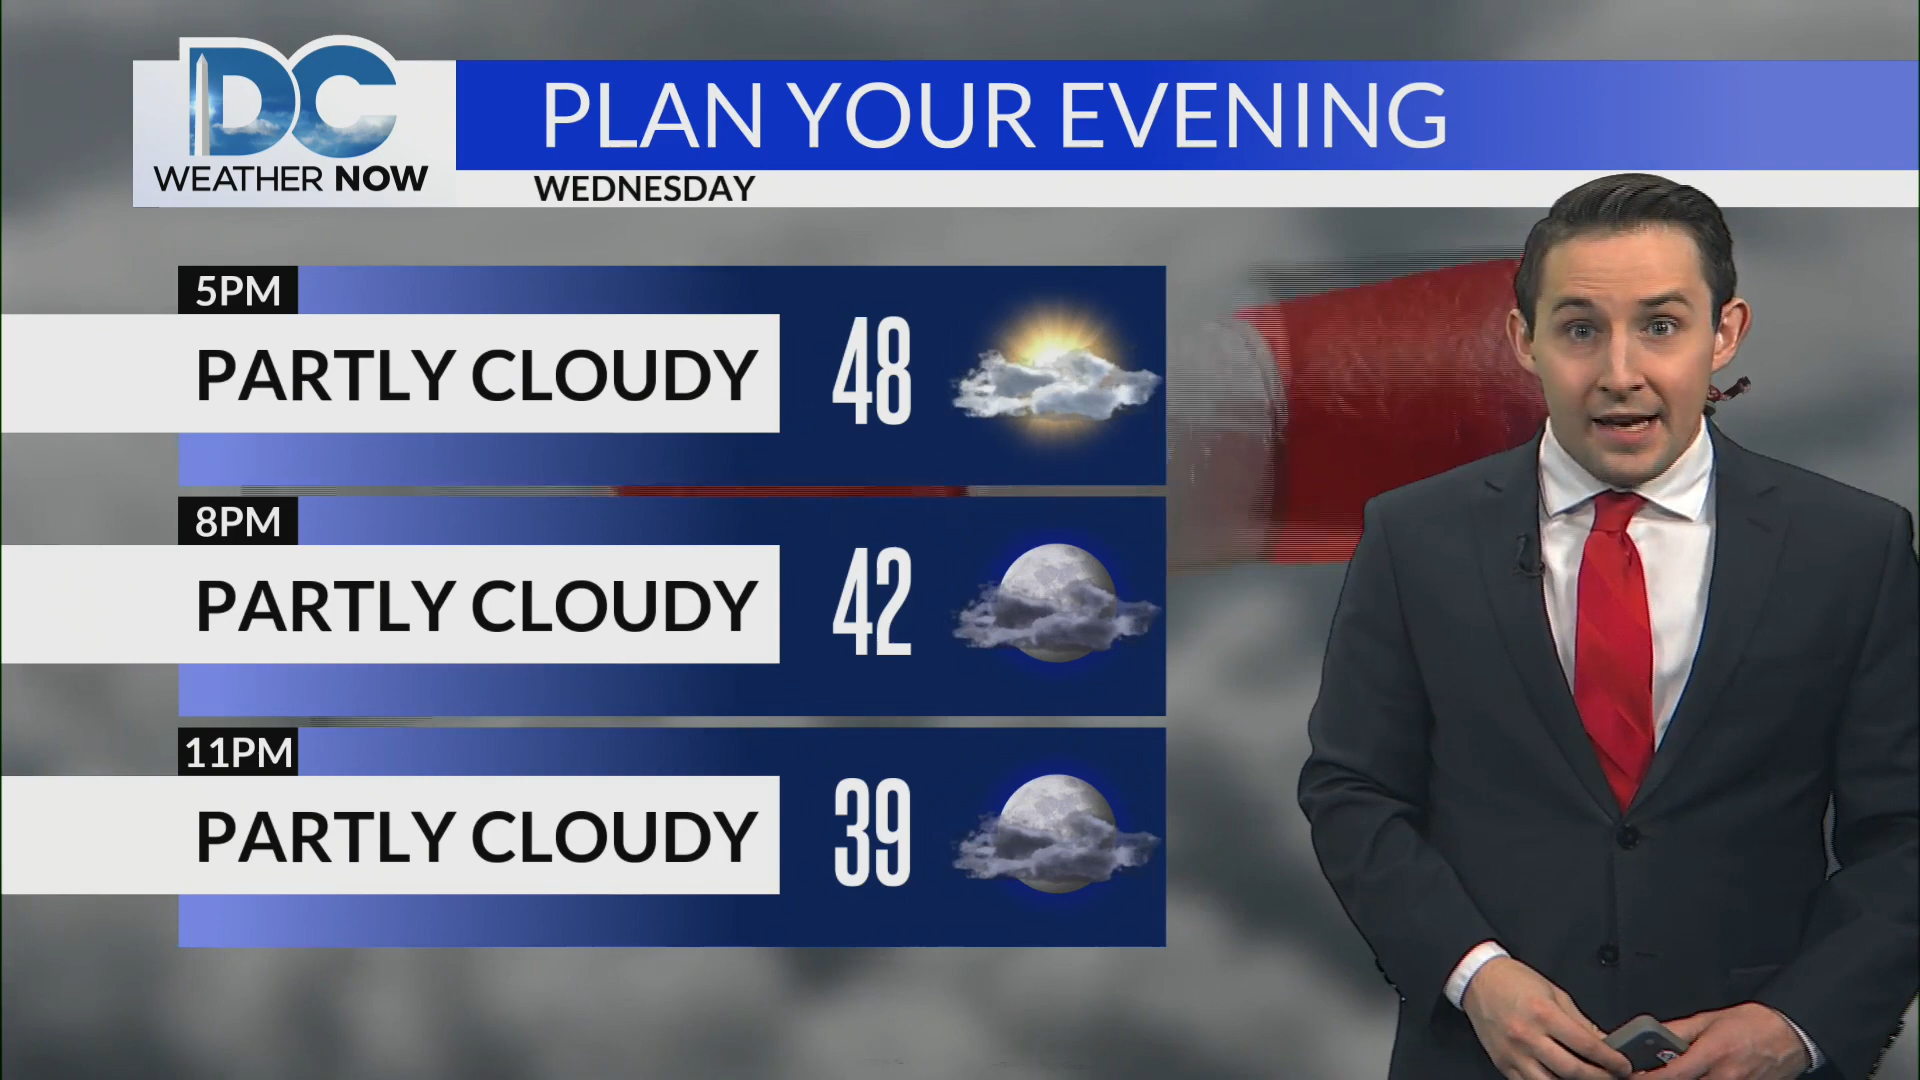 DC
WEATHER NOW
PLAN YOUR EVENING
WEDNESDAY
5PM
PARTLY CLOUDY
48
8PM
PARTLY CLOUDY
42
11PM
PARTLY CLOUDY
39